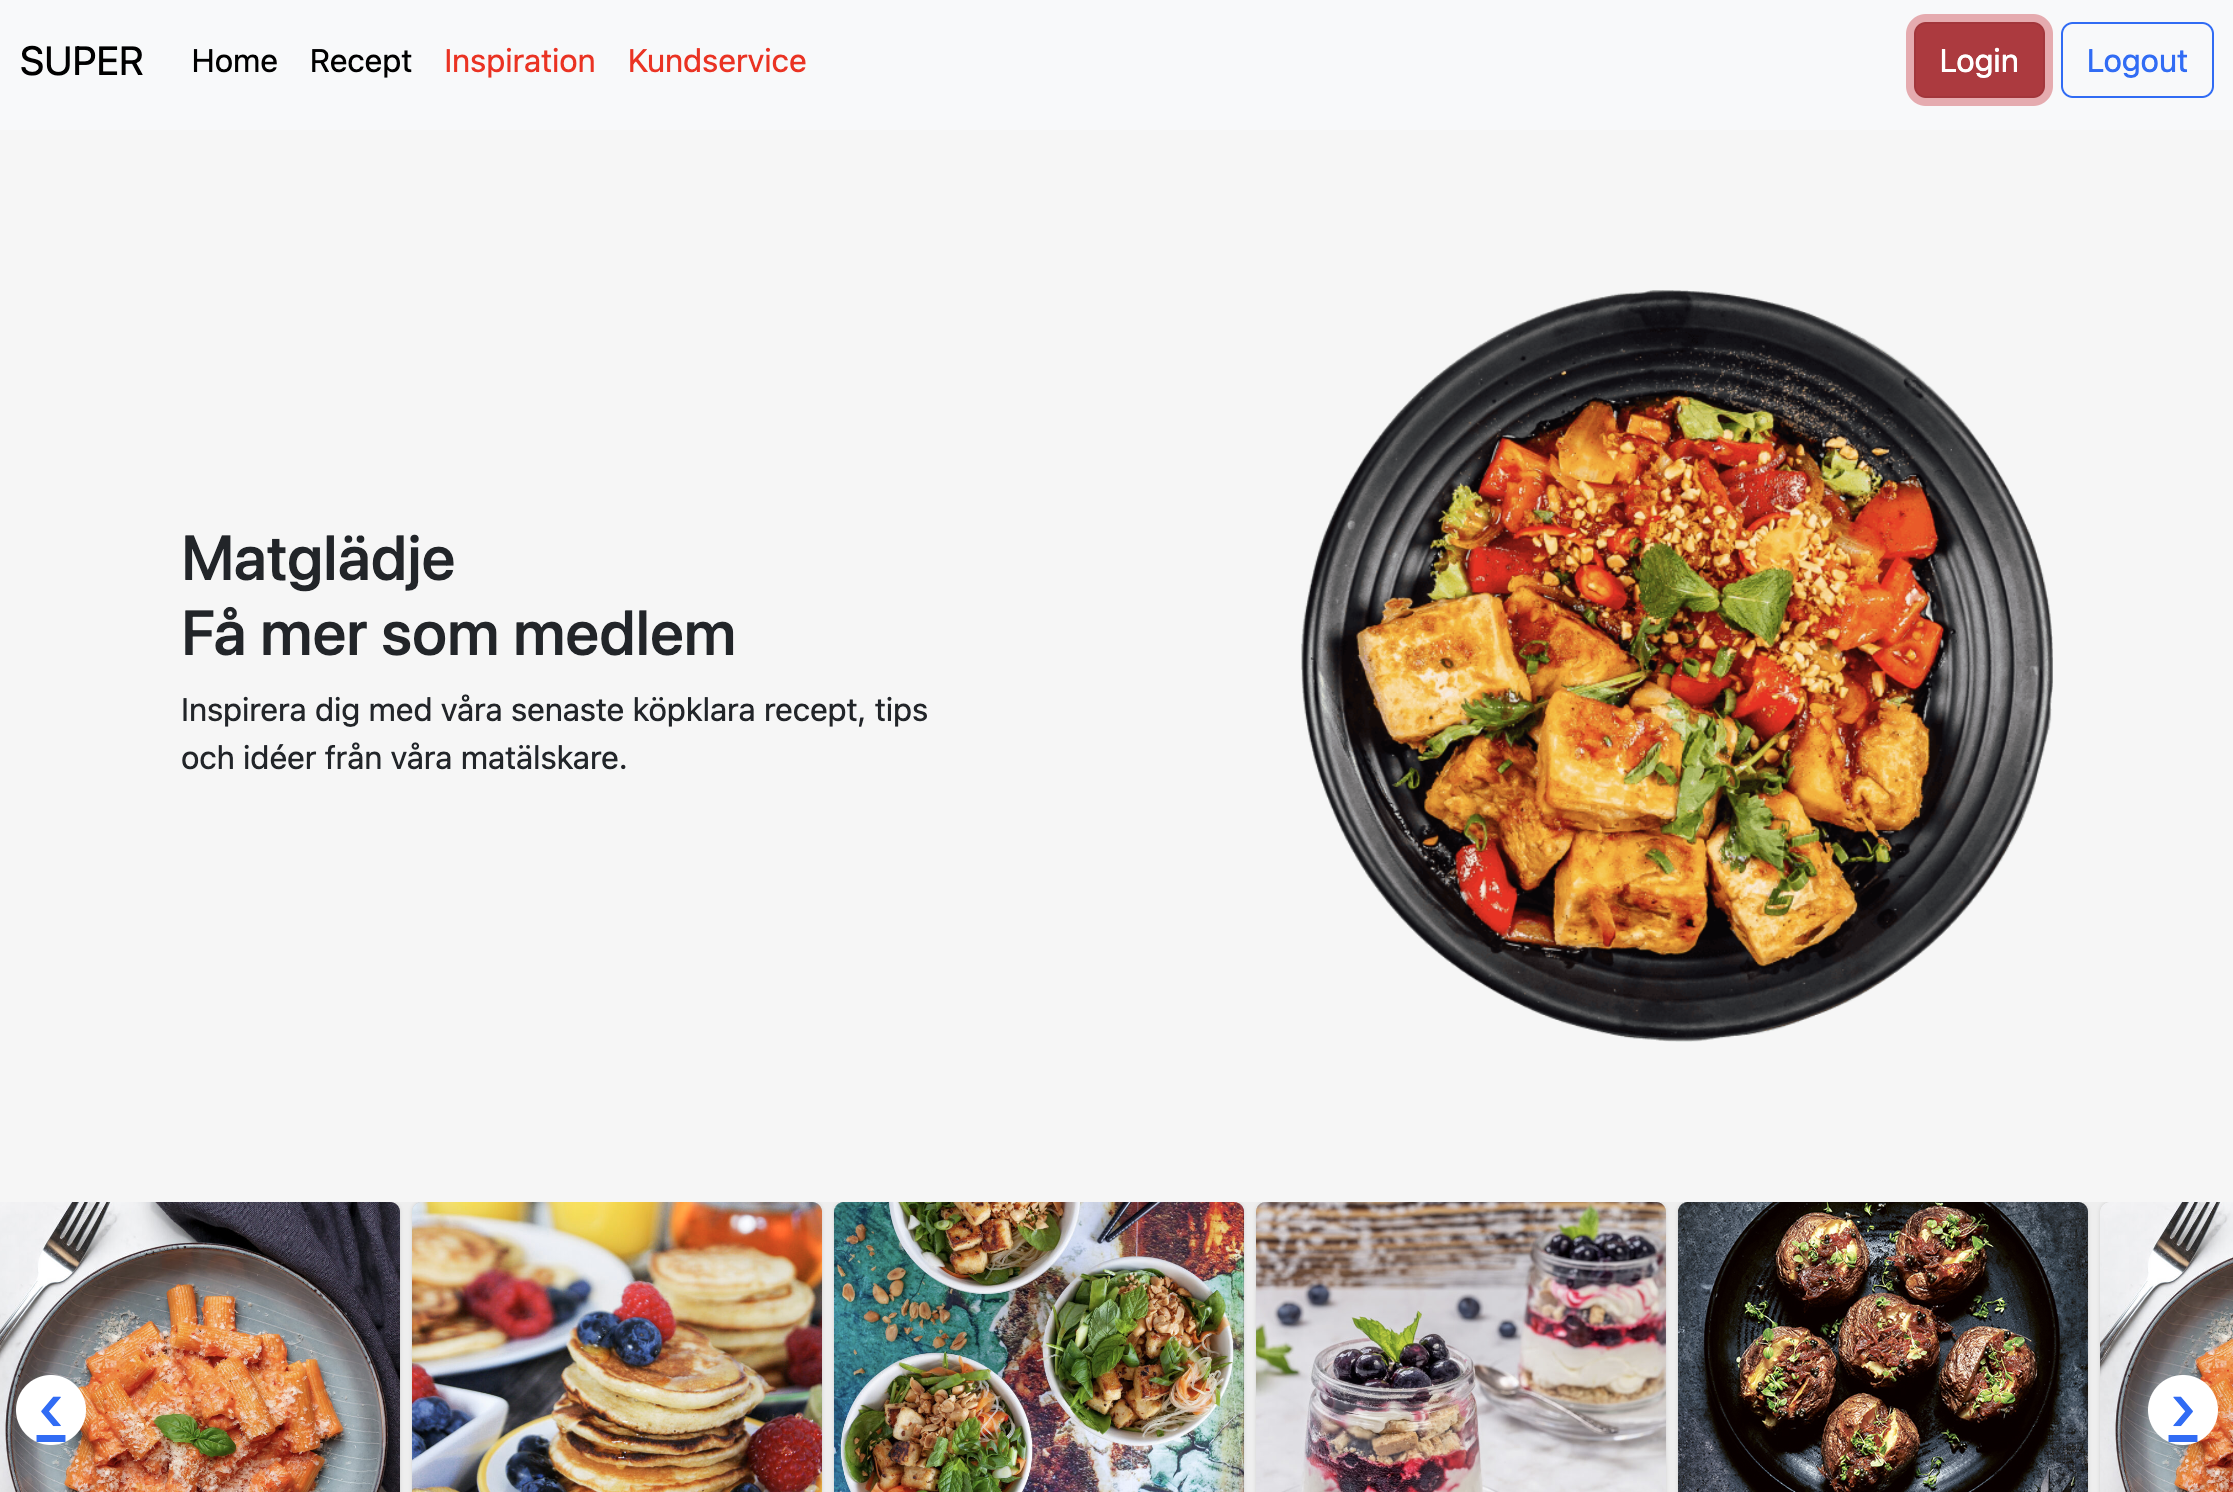 SUPER Home Recept Inspiration Kundservice Login Logout
Matglädje
Få mer som medlem
Inspirera dig med våra senaste köpklara recept, tips
och idéer från våra matälskare.
‹ ›